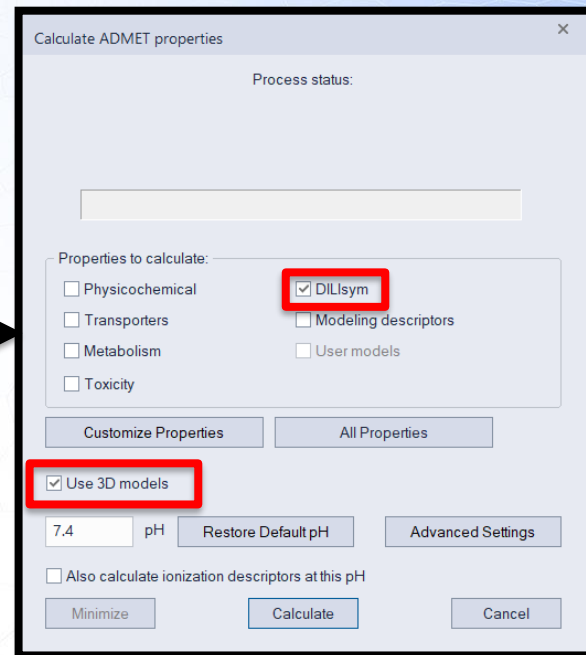 Calculate ADMET properties
Process status:
Properties to calculate:
Physicochemical
DILIsym
Transporters
Modeling descriptors
Metabolism
User models
Toxicity
Customize Properties
All Properties
Use 3D models
7.4 pH Restore Default pH Advanced Settings
Also calculate ionization descriptors at this pH
Minimize Calculate Cancel